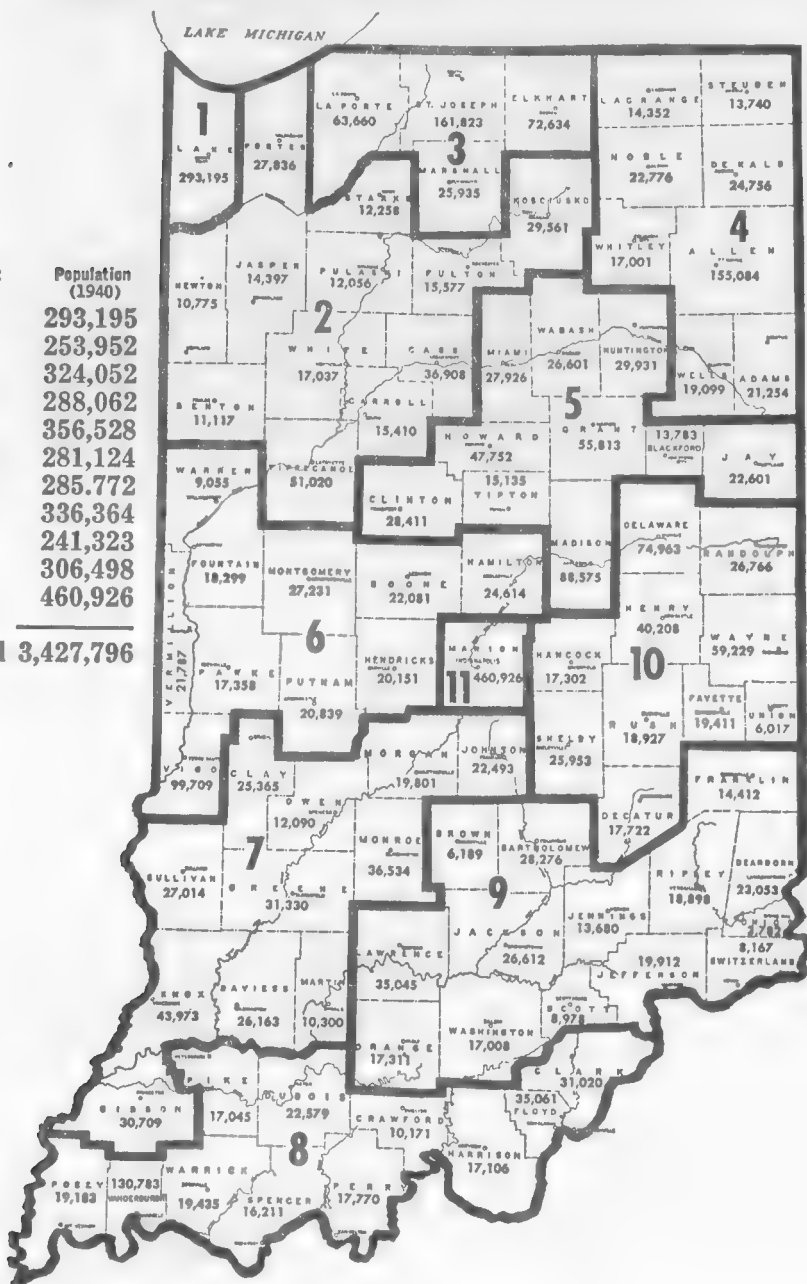 LAKE MICHIGAN
Population
(1940)
293,195
253,952
324,052
288,062
356,528
281,124
285.772
336,364
241,323
306,498
460,926
3,427,796
1
LAKE
293,195
PORTER
27,836
LA PORTE
63,660
ST. JOSEPH
161,823
3
ELKHART
72,634
MARSHALL
25,935
LAGRANGE
14,352
STEUBEN
13,740
NOBLE
22,776
DE KALB
24,756
4
WHITLEY
17,001
ALLEN
155,084
WELLS
19,099
ADAMS
21,254
STARKE
12,258
KOSCIUSKO
29,561
NEWTON
10,775
JASPER
14,397
PULASKI
12,056
FULTON
15,577
2
WHITE
17,037
CASS
36,908
BENTON
11,117
CARROLL
15,410
TIPPECANOE
51,020
MIAMI
27,926
WABASH
26,601
HUNTINGTON
29,931
5
HOWARD
47,752
GRANT
55,813
13,783
BLACKFORD
JAY
22,601
CLINTON
28,411
15,135
TIPTON
MADISON
88,575
WARREN
9,055
FOUNTAIN
18,299
MONTGOMERY
27,231
BOONE
22,081
HAMILTON
24,614
VERMILLION
21,787
PARKE
17,358
6
PUTNAM
20,839
HENDRICKS
20,151
VIGO
99,709
MARION
INDIANAPOLIS
11 460,926
DELAWARE
74,963
RANDOLPH
26,766
HENRY
40,208
WAYNE
59,229
HANCOCK
17,302
10
RUSH
18,927
FAYETTE
19,411
UNION
6,017
SHELBY
25,953
DECATUR
17,722
CLAY
25,365
OWEN
12,090
MORGAN
19,801
JOHNSON
22,493
7
MONROE
36,534
SULLIVAN
27,014
GREENE
31,330
KNOX
43,973
DAVIESS
26,163
MARTIN
10,300
BROWN
6,189
BARTHOLOMEW
28,276
9
FRANKLIN
14,412
RIPLEY
18,898
DEARBORN
23,053
OHIO
3,782
8,167
SWITZERLAND
JENNINGS
13,680
JACKSON
26,612
19,912
JEFFERSON
LAWRENCE
35,045
ORANGE
17,311
WASHINGTON
17,008
SCOTT
8,978
GIBSON
30,709
PIKE
17,045
DUBOIS
22,579
CRAWFORD
10,171
CLARK
31,020
35,061
FLOYD
HARRISON
17,106
8
POSEY
19,183
130,783
VANDERBURGH
WARRICK
19,435
SPENCER
16,211
PERRY
17,770